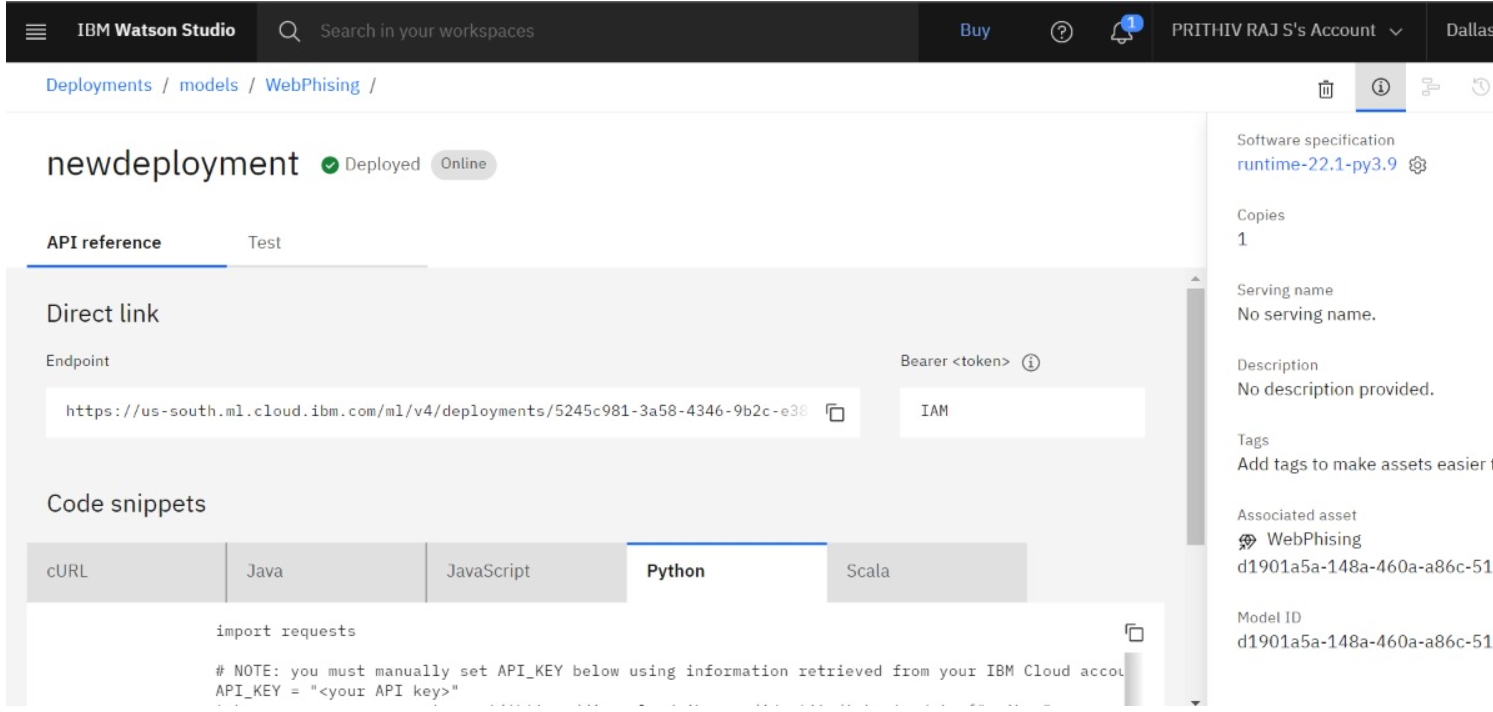 IBM Watson Studio
Search in your workspaces
Buy
1
PRITHIV RAJ S's Account
Dallas
Deployments / models / WebPhising /
newdeployment
Deployed
Online
API reference
Test
Direct link
Endpoint
Bearer <token>
https://us-south.ml.cloud.ibm.com/ml/v4/deployments/5245c981-3a58-4346-9b2c-e38
IAM
Code snippets
cURL
Java
JavaScript
Python
Scala
import requests
# NOTE: you must manually set API_KEY below using information retrieved from your IBM Cloud accou
API_KEY = "<your API key>"
Software specification
runtime-22.1-py3.9
Copies
1
Serving name
No serving name.
Description
No description provided.
Tags
Add tags to make assets easier
Associated asset
WebPhising
d1901a5a-148a-460a-a86c-51
Model ID
d1901a5a-148a-460a-a86c-51